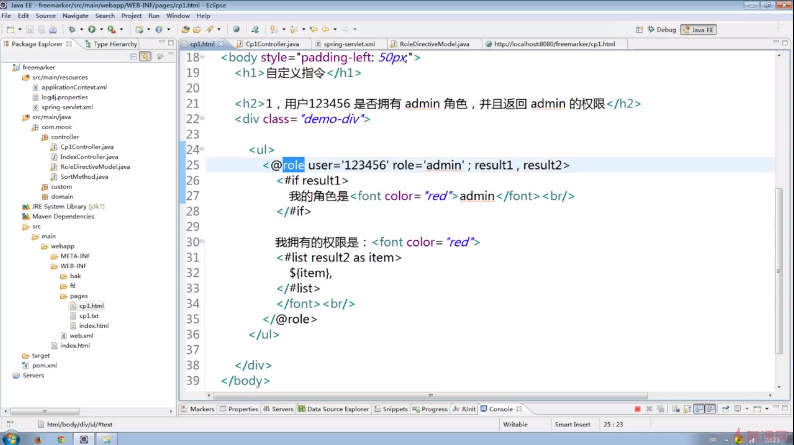 Java EE - freemarker/src/main/webapp/WEB-INF/pages/cp1.html - Eclipse
File Edit Source Navigate Search Project Run Window Help
Debug Java EE
Package Explorer Type Hierarchy
cp1.html Cp1Controller.java spring-servlet.xml RoleDirectiveModel.java http://localhost:8080/freemarker/cp1.html
freemarker
src/main/resources
applicationContext.xml
log4j.properties
spring-servlet.xml
src/main/java
com.mooc
controller
Cp1Controller.java
IndexController.java
RoleDirectiveModel.java
SortMethod.java
custom
domain
JRE System Library [jdk7]
Maven Dependencies
src
main
webapp
META-INF
WEB-INF
bak
ftl
pages
cp1.html
cp1.txt
index.html
web.xml
index.html
target
pom.xml
Servers
18 <body style="padding-left: 50px;">
19 <h1>自定义指令</h1>
20
21 <h2>1，用户123456 是否拥有 admin 角色，并且返回 admin 的权限</h2>
22 <div class="demo-div">
23
24 <ul>
25 <@role user='123456' role='admin' ; result1 , result2>
26 <#if result1>
27 我的角色是<font color="red">admin</font><br/>
28 </#if>
29
30 我拥有的权限是：<font color="red">
31 <#list result2 as item>
32 ${item},
33 </#list>
34 </font><br/>
35 </@role>
36 </ul>
37
38 </div>
39 </body>
Markers Properties Servers Data Source Explorer Snippets Progress JUnit Console
html/body/div/ul/#text Writable Smart Insert 25 : 23